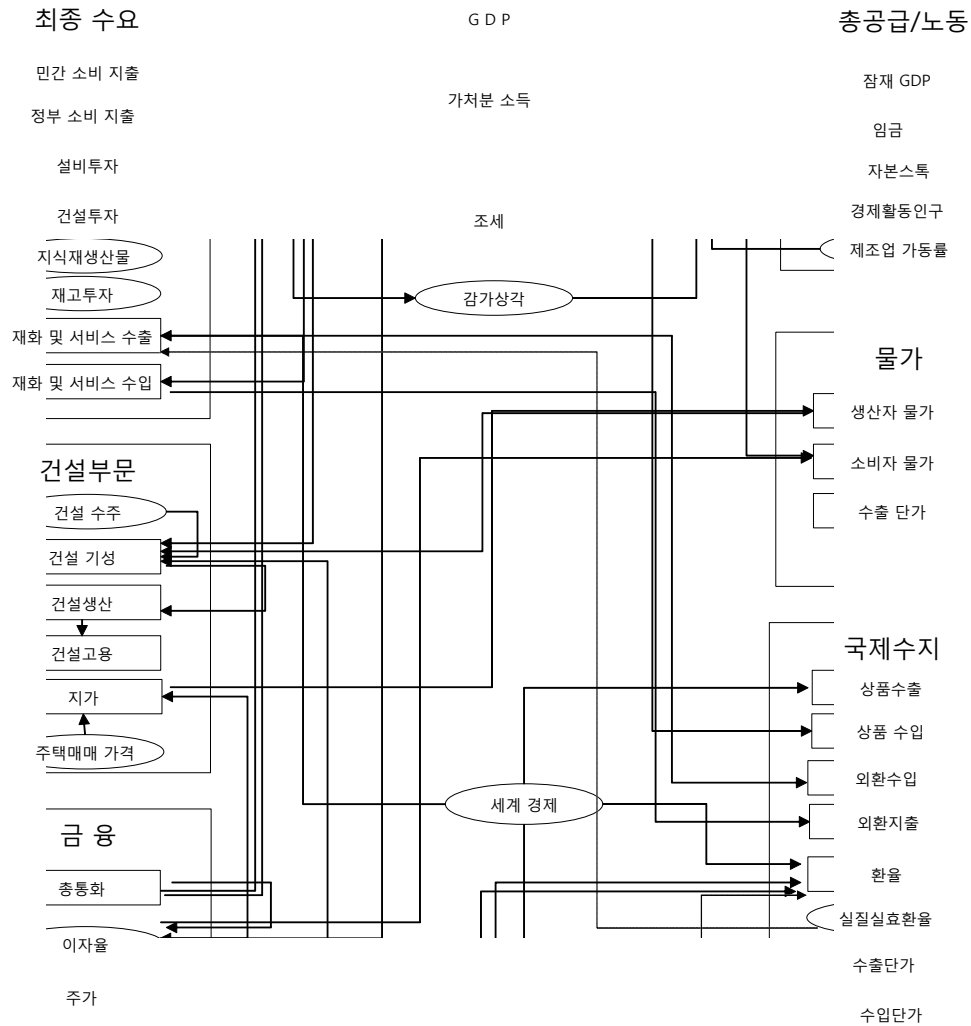 최종 수요
민간 소비 지출
정부 소비 지출
설비투자
건설투자
지식재생산물
재고투자
재화 및 서비스 수출
재화 및 서비스 수입
건설부문
건설 수주
건설 기성
건설생산
건설고용
지가
주택매매 가격
금 융
총통화
이자율
주가
G D P
가처분 소득
조세
감가상각
세계 경제
총공급/노동
잠재 GDP
임금
자본스톡
경제활동인구
제조업 가동률
물가
생산자 물가
소비자 물가
수출 단가
국제수지
상품수출
상품 수입
외환수입
외환지출
환율
실질실효환율
수출단가
수입단가